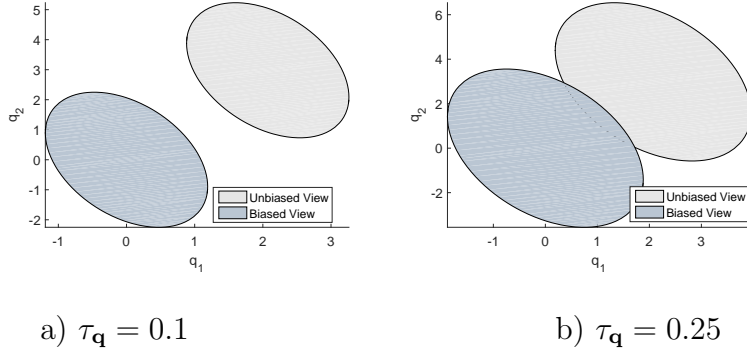 5
4
3
2
1
0
-1
-2
q2
-1 0 1 2 3
q1
Unbiased View
Biased View
6
4
2
0
-2
q2
-1 0 1 2 3
q1
Unbiased View
Biased View
a) τq = 0.1
b) τq = 0.25